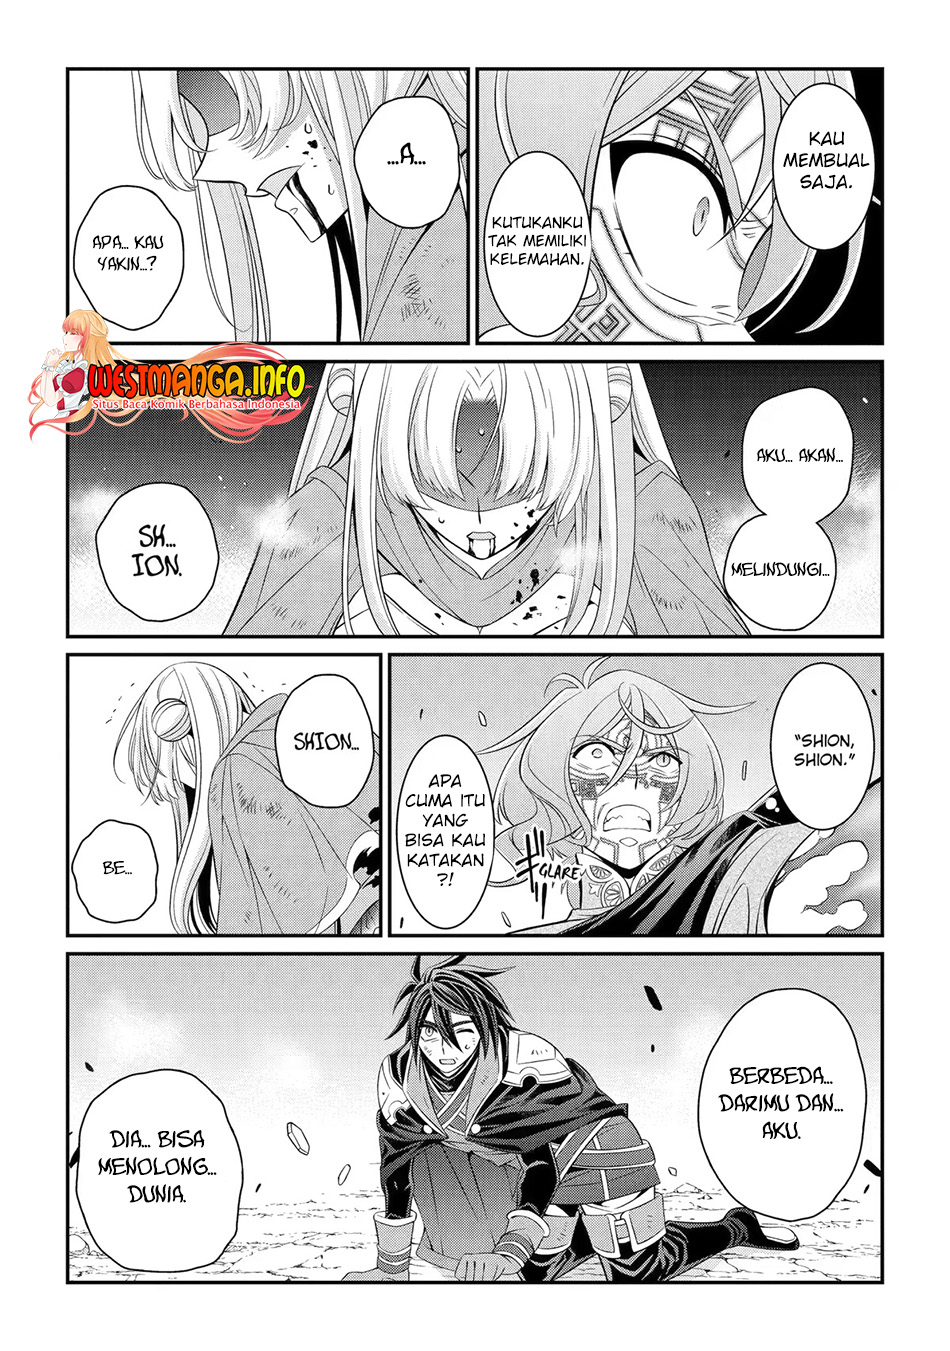 KAU
MEMBUAL
SAJA.
KUTUKANKU
TAK MEMILIKI
KELEMAHAN.
...A...
APA... KAU
YAKIN...?
WESTMANGA.INFO
Situs Baca Komik Berbahasa Indonesia
AKU... AKAN...
MELINDUNGI...
SH...
ION.
"SHION,
SHION."
APA
CUMA ITU
YANG
BISA KAU
KATAKAN
?!
GLARE
SHION...
BE...
BERBEDA...
DARIMU DAN...
AKU.
DIA... BISA
MENOLONG...
DUNIA.